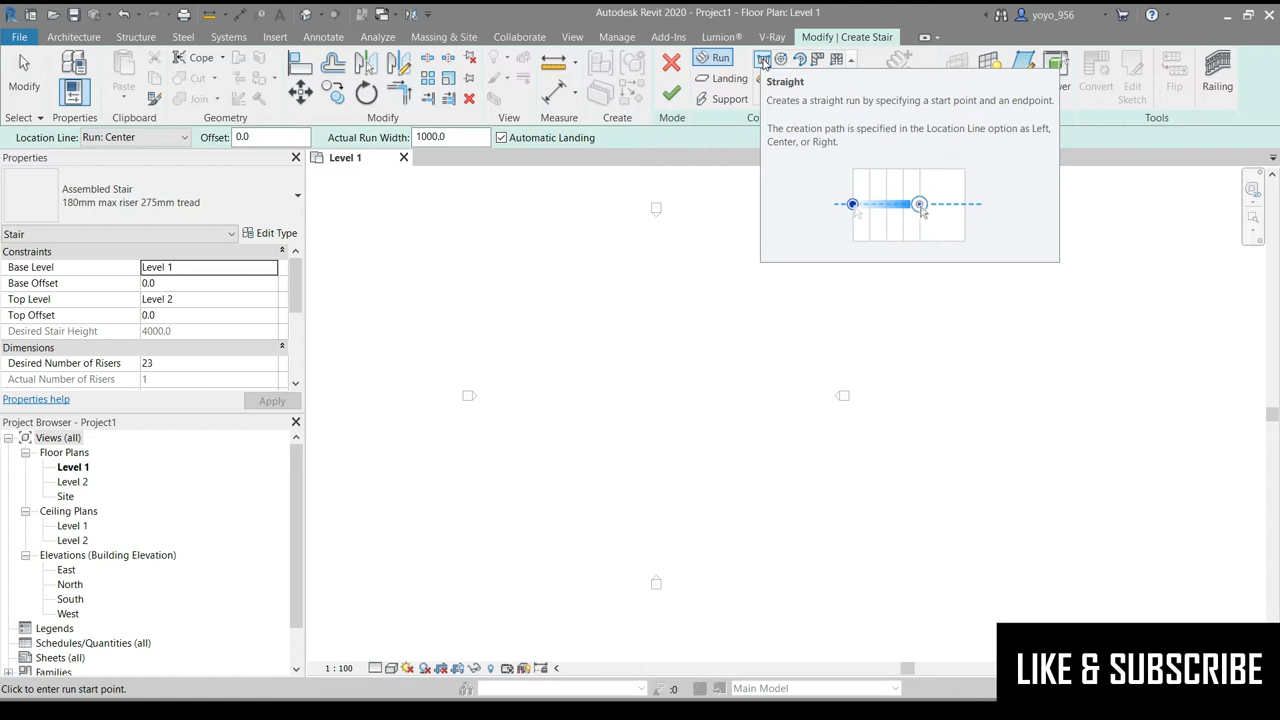 Autodesk Revit 2020 - Project1 - Floor Plan: Level 1
yoyo_956
File Architecture Structure Steel Systems Insert Annotate Analyze Massing & Site Collaborate View Manage Add-Ins Lumion® V-Ray Modify | Create Stair
Modify
Select
Properties
Paste
Clipboard
Cope
Cut
Join
Geometry
Modify
View
Measure
Create
Mode
Run
Landing
Support
Convert
Edit
Sketch
Flip
Railing
Tools
Straight
Creates a straight run by specifying a start point and an endpoint.
The creation path is specified in the Location Line option as Left,
Center, or Right.
Location Line: Run: Center Offset: 0.0 Actual Run Width: 1000.0 Automatic Landing
Properties
Level 1
Assembled Stair
180mm max riser 275mm tread
Stair Edit Type
Constraints
Base Level Level 1
Base Offset 0.0
Top Level Level 2
Top Offset 0.0
Desired Stair Height 4000.0
Dimensions
Desired Number of Risers 23
Actual Number of Risers 1
Properties help Apply
Project Browser - Project1
Views (all)
Floor Plans
Level 1
Level 2
Site
Ceiling Plans
Level 1
Level 2
Elevations (Building Elevation)
East
North
South
West
Legends
Schedules/Quantities (all)
Sheets (all)
Families
1 : 100
Click to enter run start point.
:0
Main Model
LIKE & SUBSCRIBE